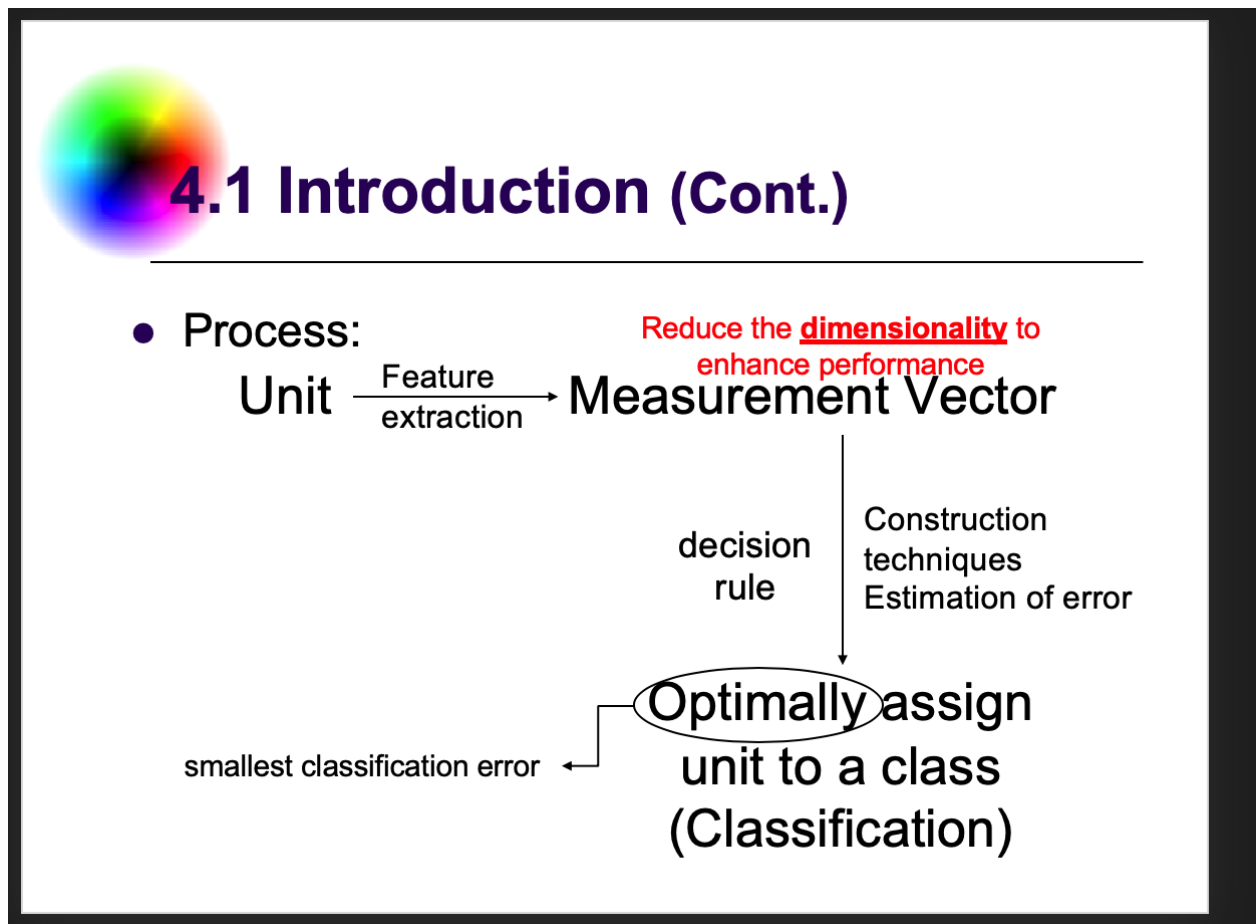 4.1 Introduction (Cont.)
Process:
Reduce the dimensionality to
enhance performance
Unit
Feature
extraction
Measurement Vector
decision
rule
Construction
techniques
Estimation of error
Optimally assign
unit to a class
(Classification)
smallest classification error